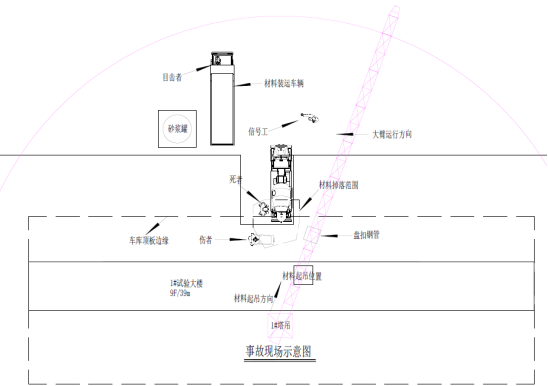 目击者
材料装运车辆
砂浆罐
信号工
大臂运行方向
死者
材料掉落范围
车库顶板边缘
伤者
盘扣钢管
1#试验大楼
9F/39m
材料起吊位置
材料起吊方向
1#塔吊
事故现场示意图